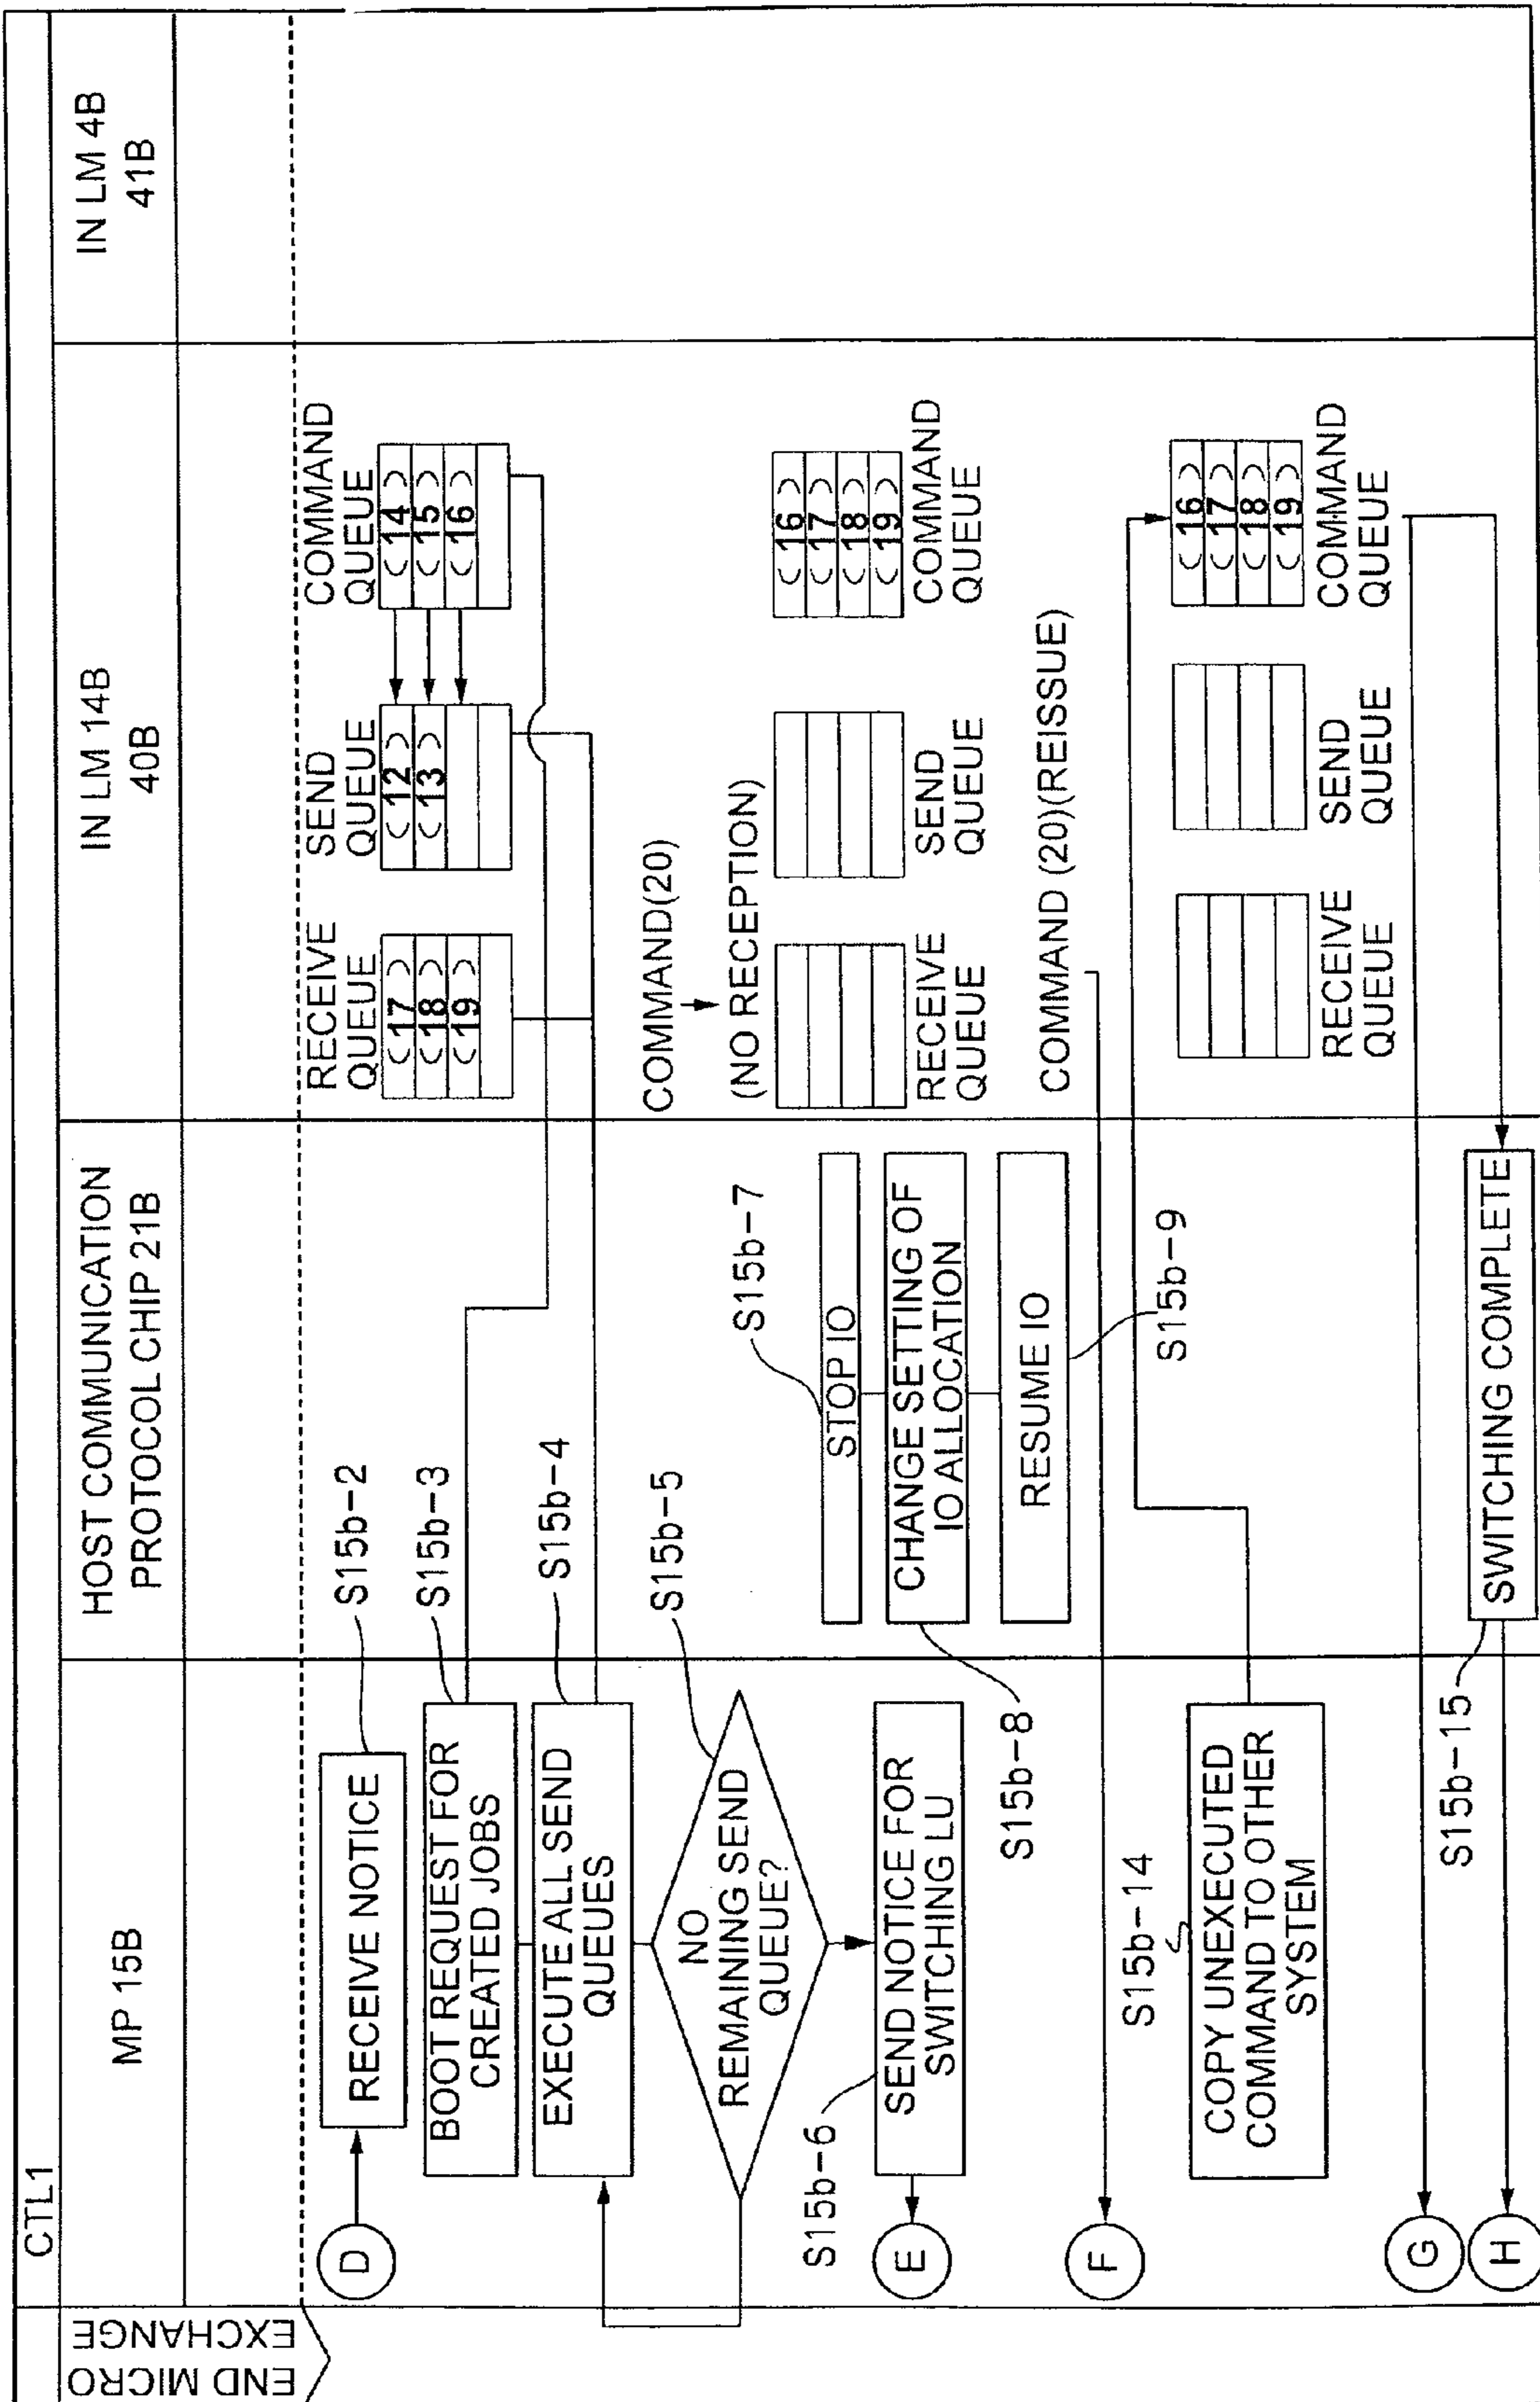 CTL1
END MICRO
EXCHANGE
MP 15B
HOST COMMUNICATION
PROTOCOL CHIP 21B
IN LM 14B
40B
IN LM 4B
41B
D
RECEIVE NOTICE
S15b-2
BOOT REQUEST FOR
CREATED JOBS
S15b-3
EXECUTE ALL SEND
QUEUES
S15b-4
NO
REMAINING SEND
QUEUE?
S15b-5
RECEIVE
QUEUE
<17>
<18>
<19>
SEND
QUEUE
<12>
<13>
COMMAND
QUEUE
<14>
<15>
<16>
COMMAND(20)
(NO RECEPTION)
S15b-6
SEND NOTICE FOR
SWITCHING LU
E
S15b-7
STOP IO
CHANGE SETTING OF
IO ALLOCATION
S15b-8
RESUME IO
S15b-9
RECEIVE
QUEUE
SEND
QUEUE
<16>
<17>
<18>
<19>
COMMAND
QUEUE
COMMAND (20)(REISSUE)
F
S15b-14
COPY UNEXECUTED
COMMAND TO OTHER
SYSTEM
RECEIVE
QUEUE
SEND
QUEUE
<16>
<17>
<18>
<19>
COMMAND
QUEUE
G
S15b-15
SWITCHING COMPLETE
H